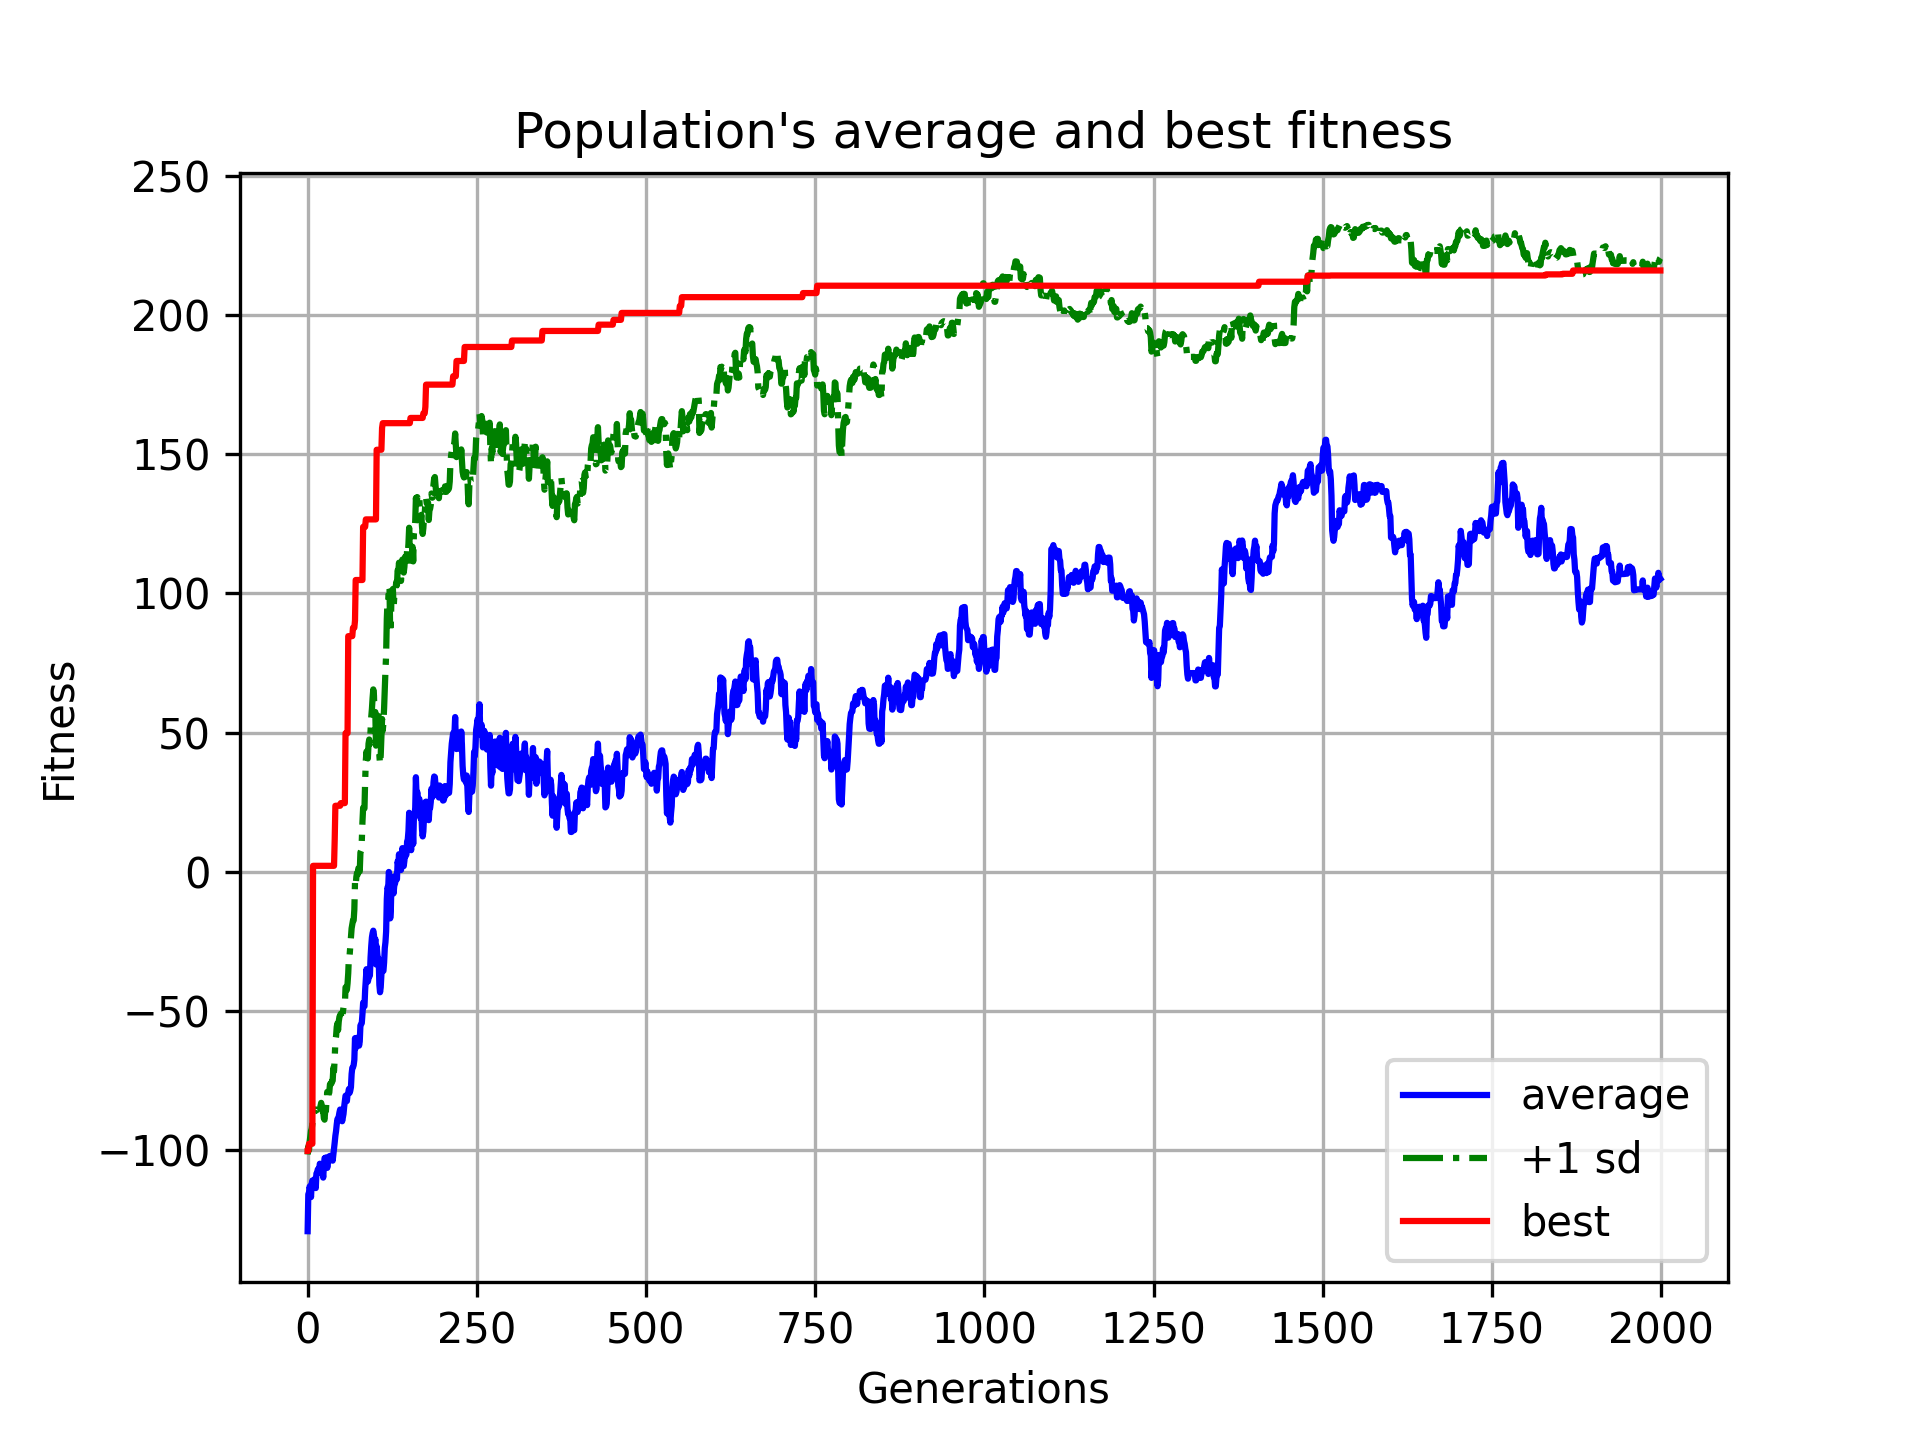 Population's average and best fitness
250
200
150
100
50
0
−50
−100
Fitness
0 250 500 750 1000 1250 1500 1750 2000
Generations
average
+1 sd
best